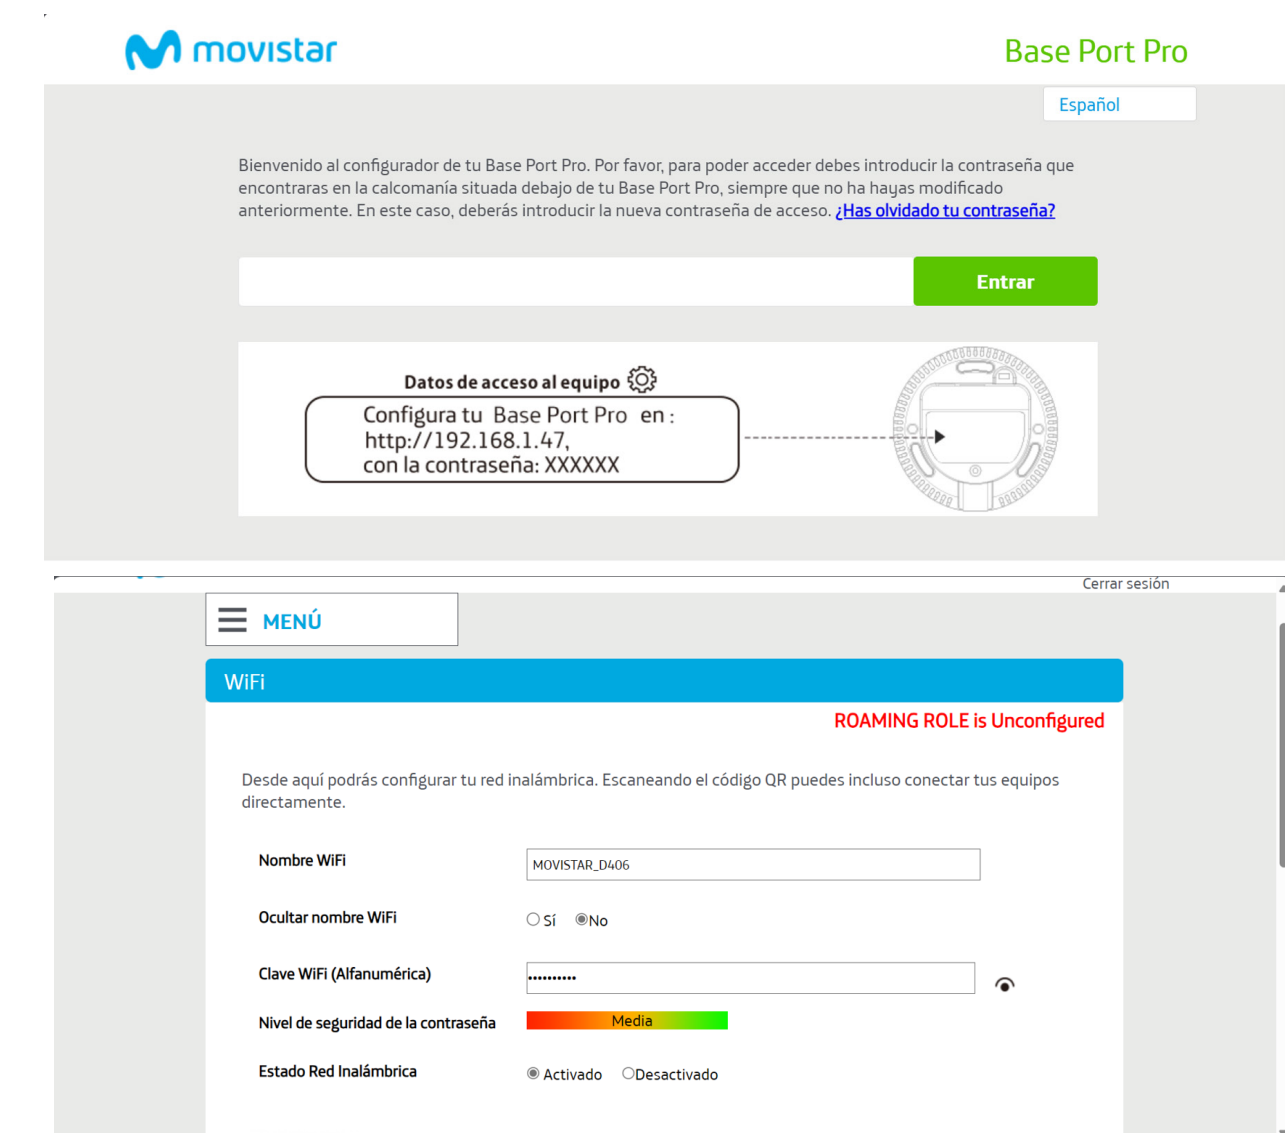 movistar
Base Port Pro
Español
Bienvenido al configurador de tu Base Port Pro. Por favor, para poder acceder debes introducir la contraseña que
encontraras en la calcomanía situada debajo de tu Base Port Pro, siempre que no ha hayas modificado
anteriormente. En este caso, deberás introducir la nueva contraseña de acceso. ¿Has olvidado tu contraseña?
Entrar
Datos de acceso al equipo
Configura tu Base Port Pro en :
http://192.168.1.47,
con la contraseña: XXXXXX
Cerrar sesión
MENÚ
WiFi
ROAMING ROLE is Unconfigured
Desde aquí podrás configurar tu red inalámbrica. Escaneando el código QR puedes incluso conectar tus equipos
directamente.
Nombre WiFi
MOVISTAR_D406
Ocultar nombre WiFi
Sí No
Clave WiFi (Alfanumérica)
••••••••••
Nivel de seguridad de la contraseña
Media
Estado Red Inalámbrica
Activado Desactivado